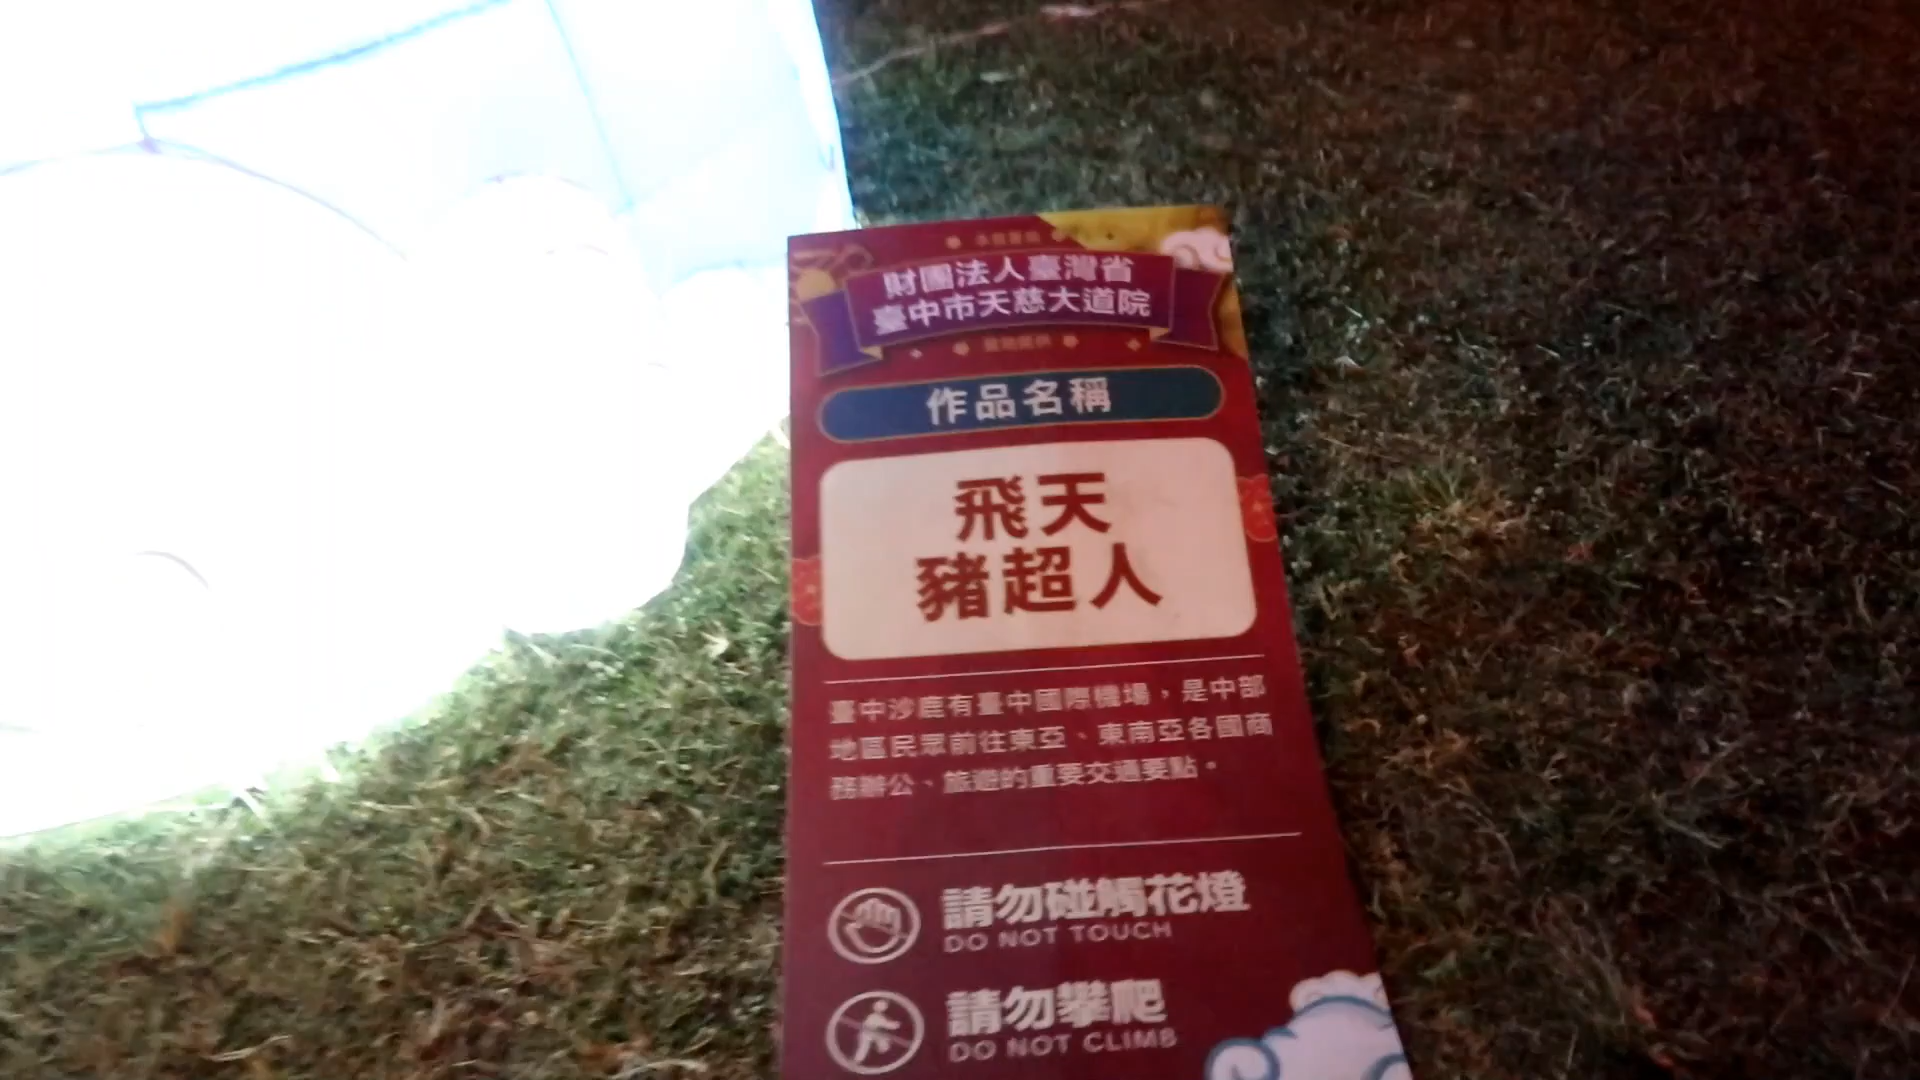 財團法人臺灣省
臺中市天慈大道院
作品名稱
飛天
豬超人
臺中沙鹿有臺中國際機場，是中部
地區民眾前往東亞、東南亞各國商
務辦公、旅遊的重要交通要點。
請勿碰觸花燈
DO NOT TOUCH
請勿攀爬
DO NOT CLIMB